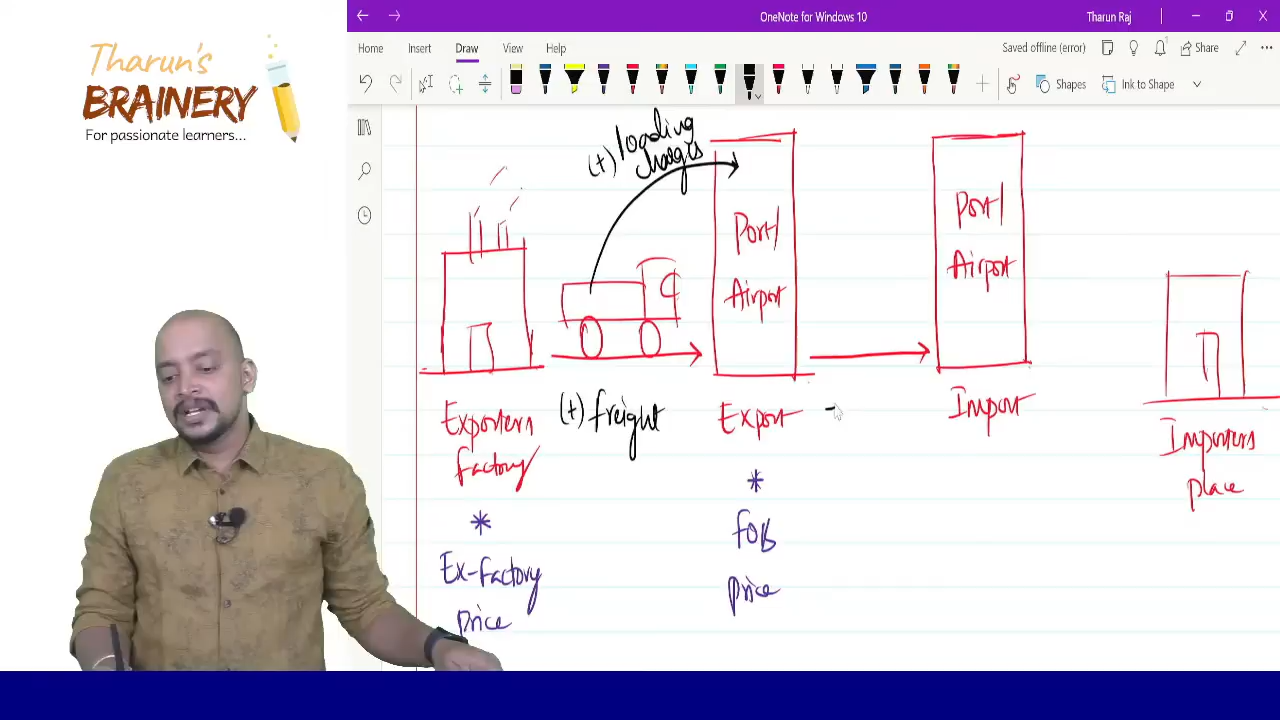 Tharun's
BRAINERY
For passionate learners...
OneNote for Windows 10
Tharun Raj
Home
Insert
Draw
View
Help
Saved offline (error)
Share
Shapes
Ink to Shape
(+) loading
charges
Port/
Airport
Port/
Airport
Exporters
factory
(+) freight
Export
Import
Importers
place
*
Ex-factory
price
*
FOB
price